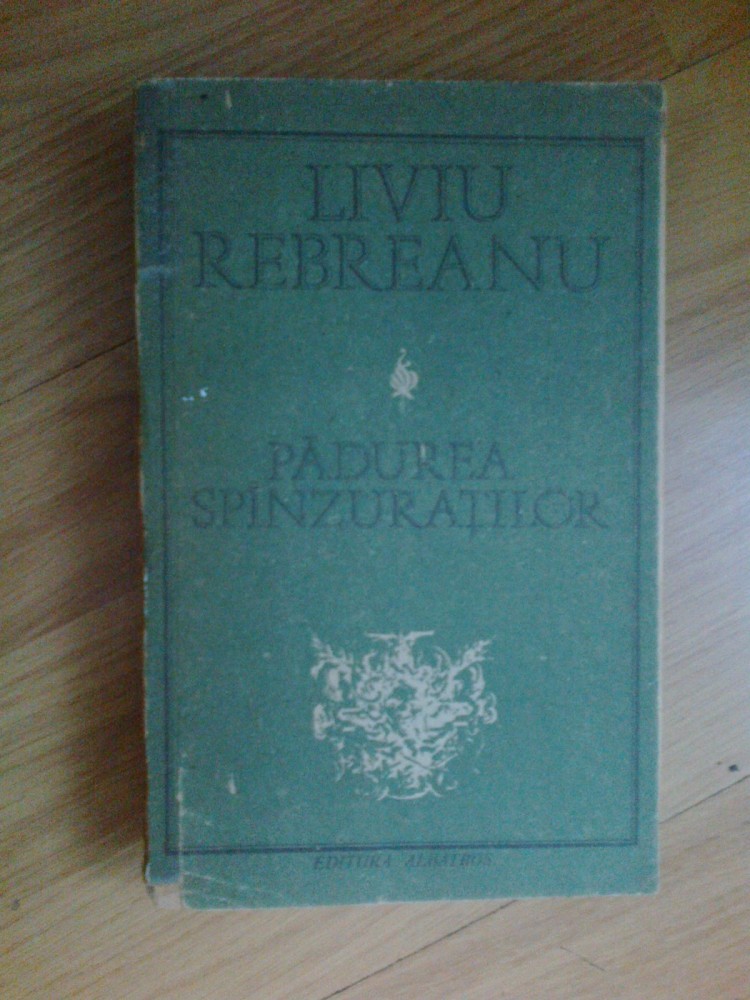 LIVIU
REBREANU
PĂDUREA
SPÎNZURAȚILOR
EDITURA ALBATROS